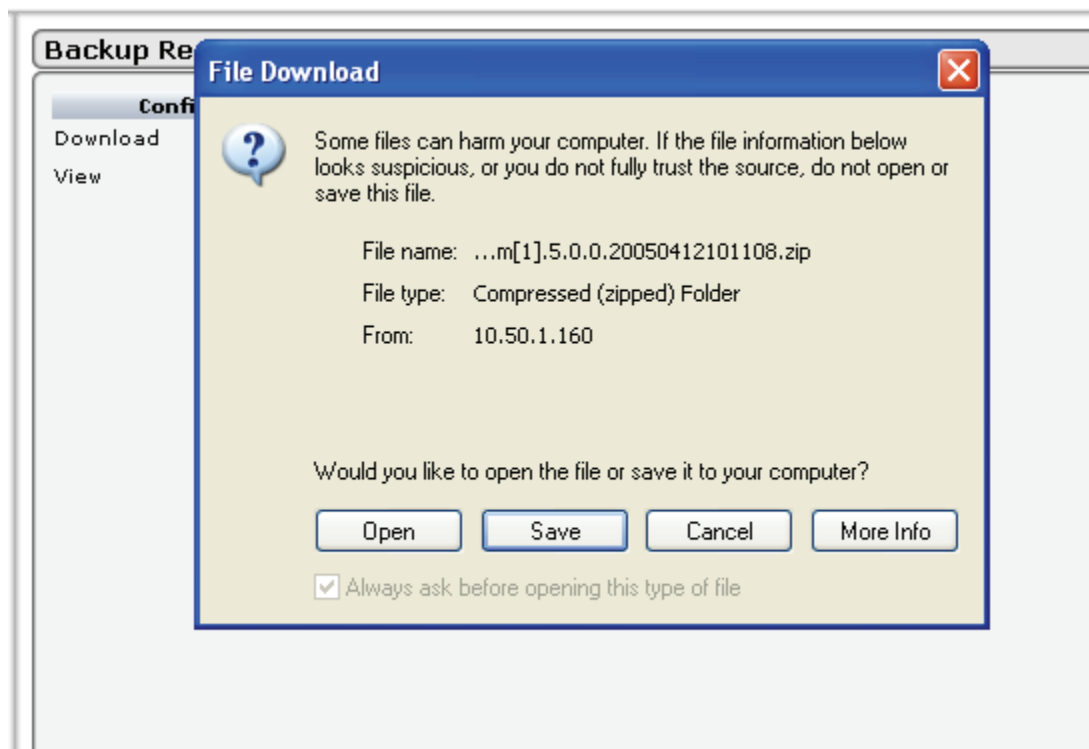 Backup Re
File Download
Confi
Download
View
Some files can harm your computer. If the file information below
looks suspicious, or you do not fully trust the source, do not open or
save this file.
File name: ...m[1].5.0.0.20050412101108.zip
File type: Compressed (zipped) Folder
From: 10.50.1.160
Would you like to open the file or save it to your computer?
Open Save Cancel More Info
Always ask before opening this type of file